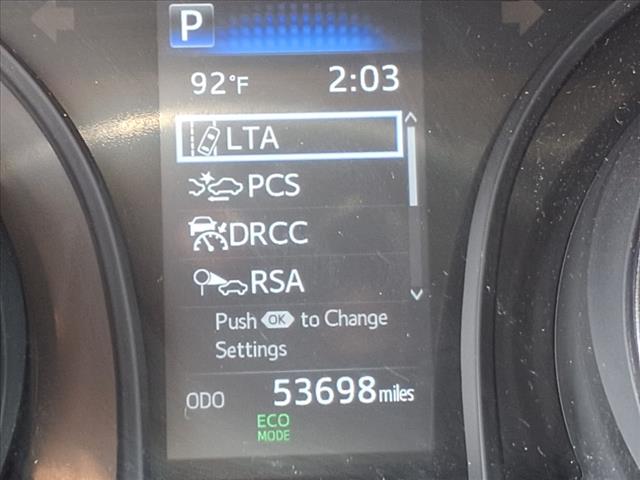 P
92°F 2:03
LTA
PCS
DRCC
RSA
Push OK to Change
Settings
ODO 53698 miles
ECO
MODE